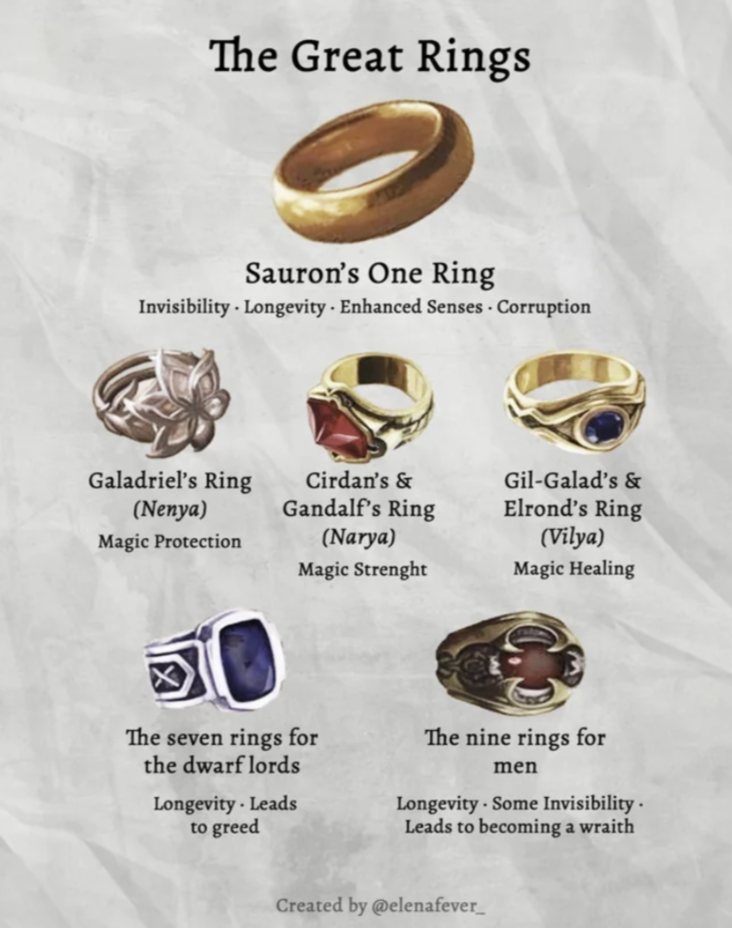 The Great Rings
Sauron's One Ring
Invisibility · Longevity · Enhanced Senses · Corruption
Galadriel's Ring
(Nenya)
Magic Protection
Cirdan's &
Gandalf's Ring
(Narya)
Magic Strenght
Gil-Galad's &
Elrond's Ring
(Vilya)
Magic Healing
The seven rings for
the dwarf lords
Longevity · Leads
to greed
The nine rings for
men
Longevity · Some Invisibility ·
Leads to becoming a wraith
Created by @elenafever_